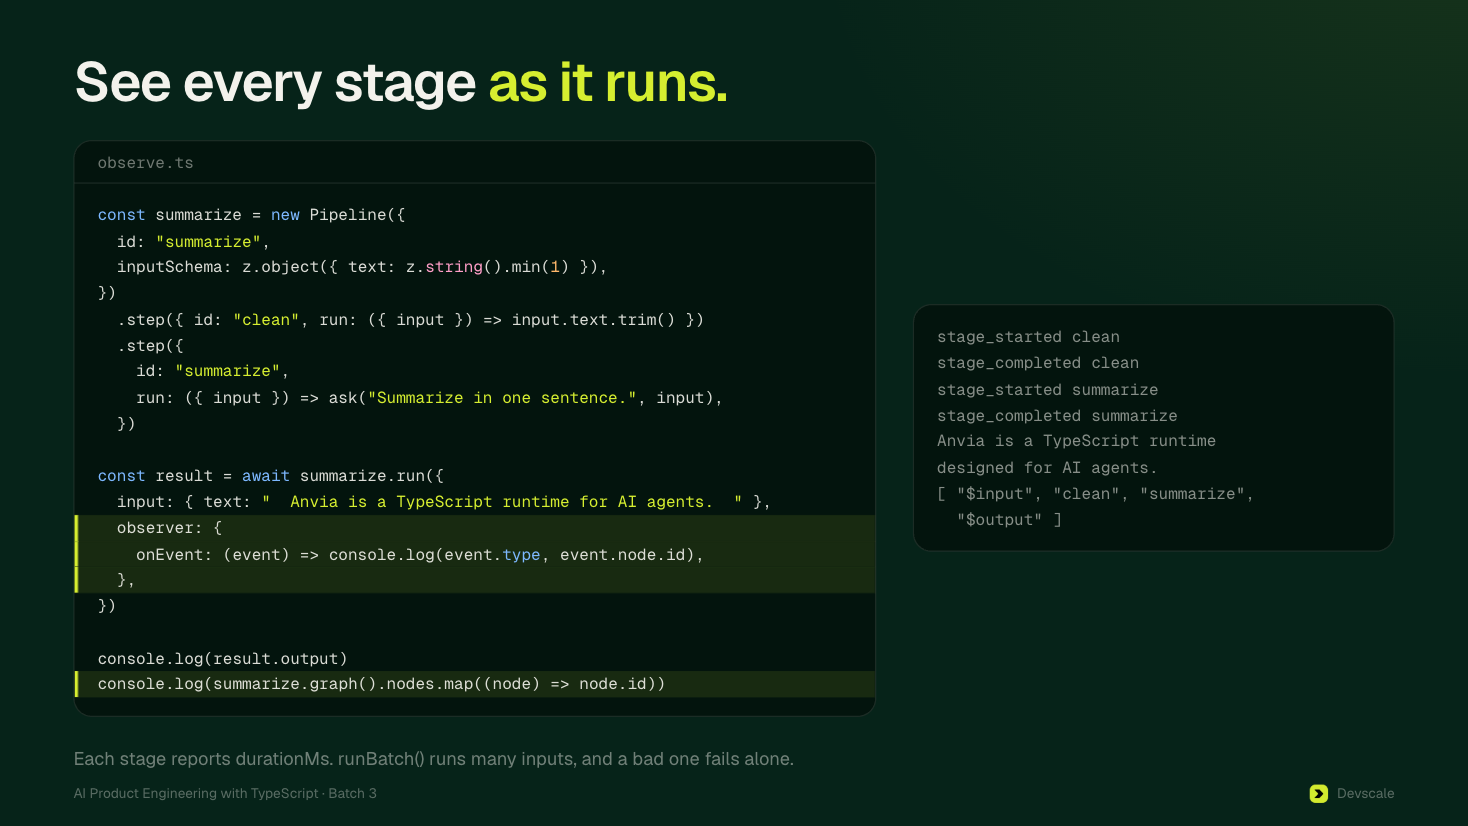 See every stage as it runs.
observe.ts
const summarize = new Pipeline({
  id: "summarize",
  inputSchema: z.object({ text: z.string().min(1) }),
})
  .step({ id: "clean", run: ({ input }) => input.text.trim() })
  .step({
    id: "summarize",
    run: ({ input }) => ask("Summarize in one sentence.", input),
  })

const result = await summarize.run({
  input: { text: "  Anvia is a TypeScript runtime for AI agents.  " },
  observer: {
    onEvent: (event) => console.log(event.type, event.node.id),
  },
})

console.log(result.output)
console.log(summarize.graph().nodes.map((node) => node.id))
stage_started clean
stage_completed clean
stage_started summarize
stage_completed summarize
Anvia is a TypeScript runtime
designed for AI agents.
[ "$input", "clean", "summarize",
  "$output" ]
Each stage reports durationMs. runBatch() runs many inputs, and a bad one fails alone.
AI Product Engineering with TypeScript · Batch 3
Devscale